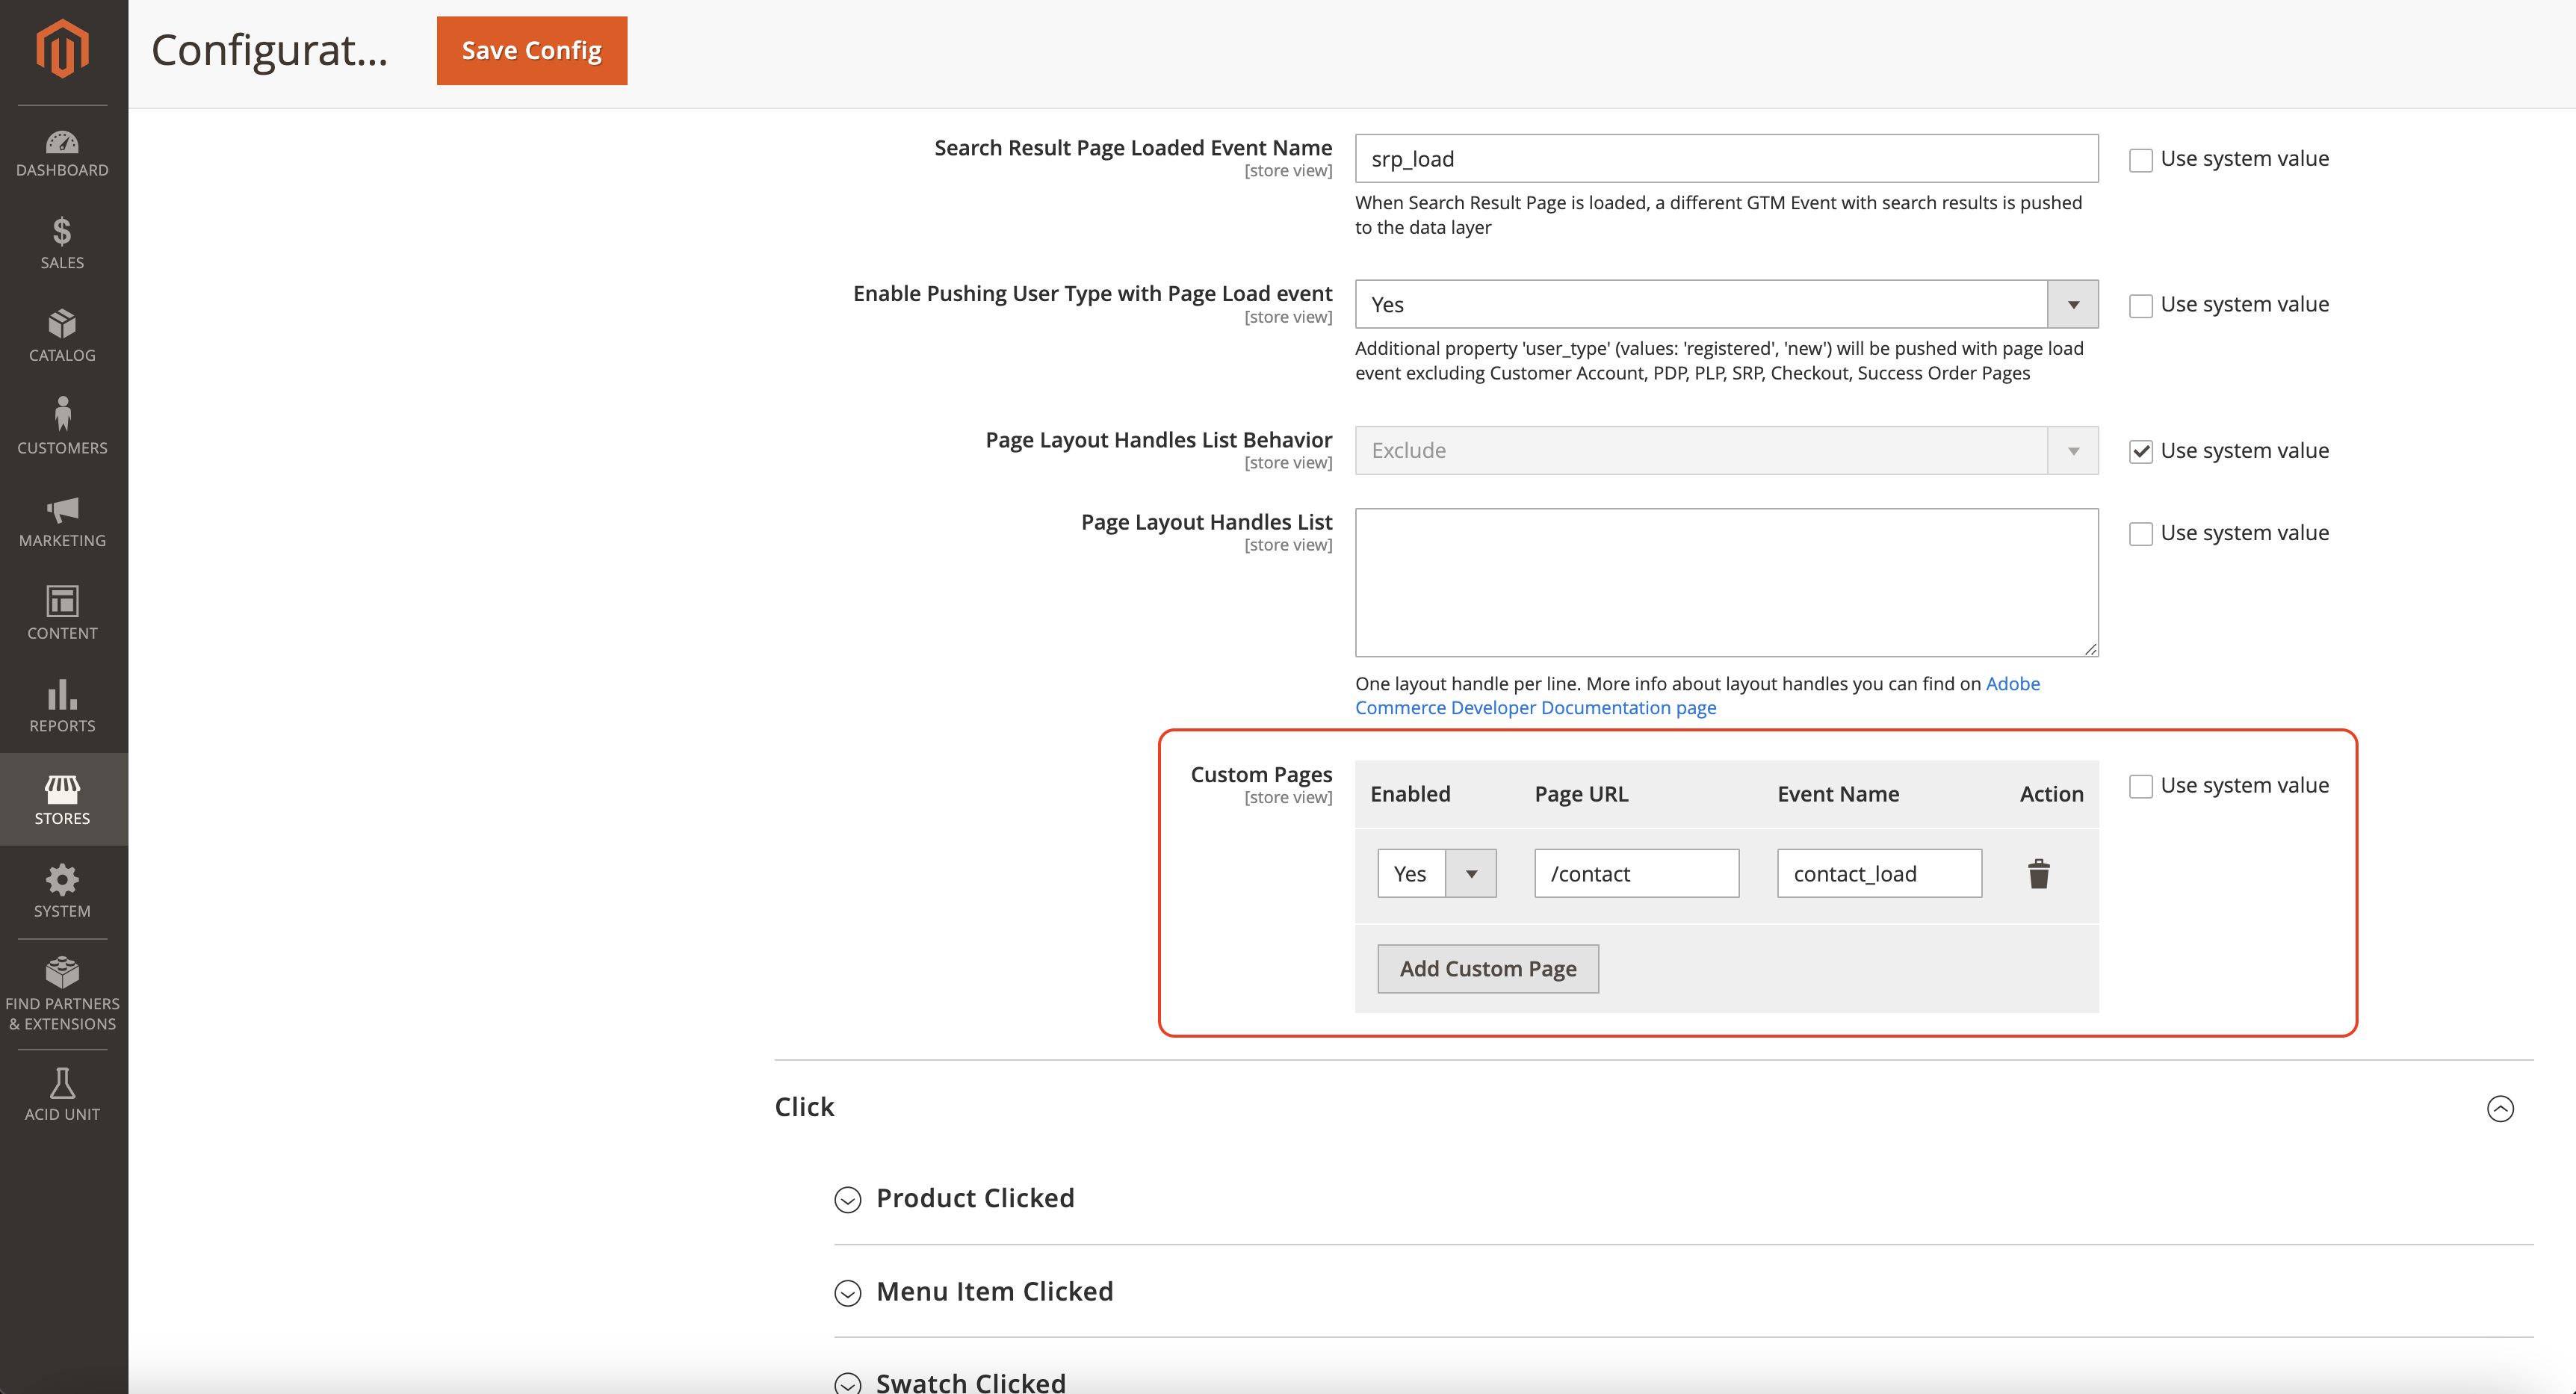 Configurat...
Save Config
DASHBOARD
SALES
CATALOG
CUSTOMERS
MARKETING
CONTENT
REPORTS
STORES
SYSTEM
FIND PARTNERS
& EXTENSIONS
ACID UNIT
Search Result Page Loaded Event Name
[store view]
srp_load
Use system value
When Search Result Page is loaded, a different GTM Event with search results is pushed
to the data layer
Enable Pushing User Type with Page Load event
[store view]
Yes
Use system value
Additional property 'user_type' (values: 'registered', 'new') will be pushed with page load
event excluding Customer Account, PDP, PLP, SRP, Checkout, Success Order Pages
Page Layout Handles List Behavior
[store view]
Exclude
Use system value
Page Layout Handles List
[store view]
Use system value
One layout handle per line. More info about layout handles you can find on Adobe
Commerce Developer Documentation page
Custom Pages
[store view]
Enabled Page URL Event Name Action
Use system value
Yes /contact contact_load
Add Custom Page
Click
Product Clicked
Menu Item Clicked
Swatch Clicked